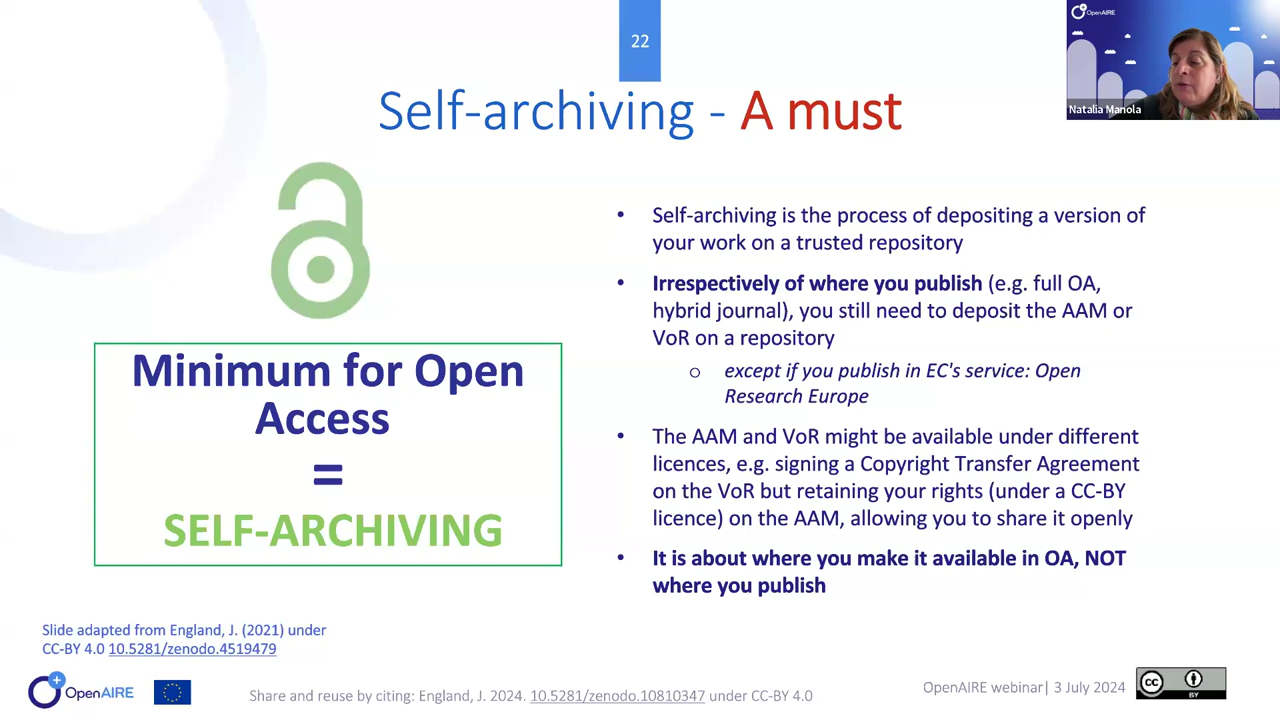 22
OpenAIRE
Natalia Manola
Self-archiving - A must
Minimum for Open
Access
=
SELF-ARCHIVING
• Self-archiving is the process of depositing a version of
your work on a trusted repository
• Irrespectively of where you publish (e.g. full OA,
hybrid journal), you still need to deposit the AAM or
VoR on a repository
o except if you publish in EC's service: Open
Research Europe
• The AAM and VoR might be available under different
licences, e.g. signing a Copyright Transfer Agreement
on the VoR but retaining your rights (under a CC-BY
licence) on the AAM, allowing you to share it openly
• It is about where you make it available in OA, NOT
where you publish
Slide adapted from England, J. (2021) under
CC-BY 4.0 10.5281/zenodo.4519479
OpenAIRE
Share and reuse by citing: England, J. 2024. 10.5281/zenodo.10810347 under CC-BY 4.0
OpenAIRE webinar| 3 July 2024
cc
BY